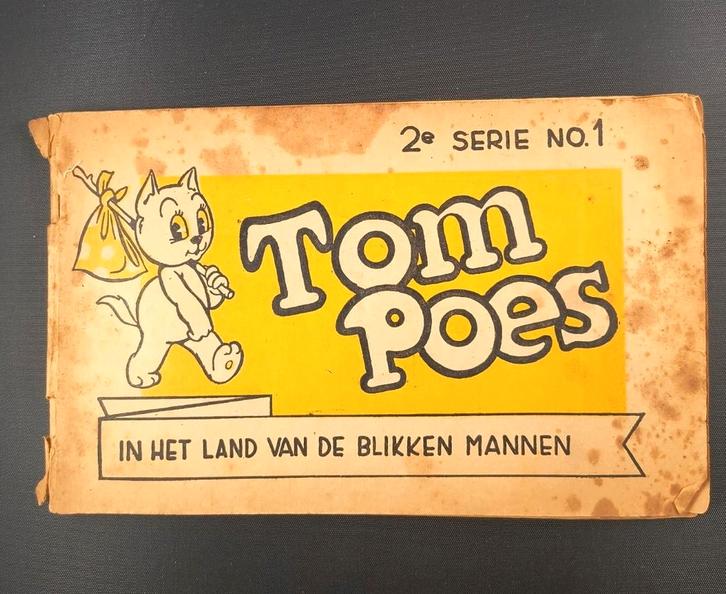 2e SERIE NO.1
Tom
Poes
IN HET LAND VAN DE BLIKKEN MANNEN